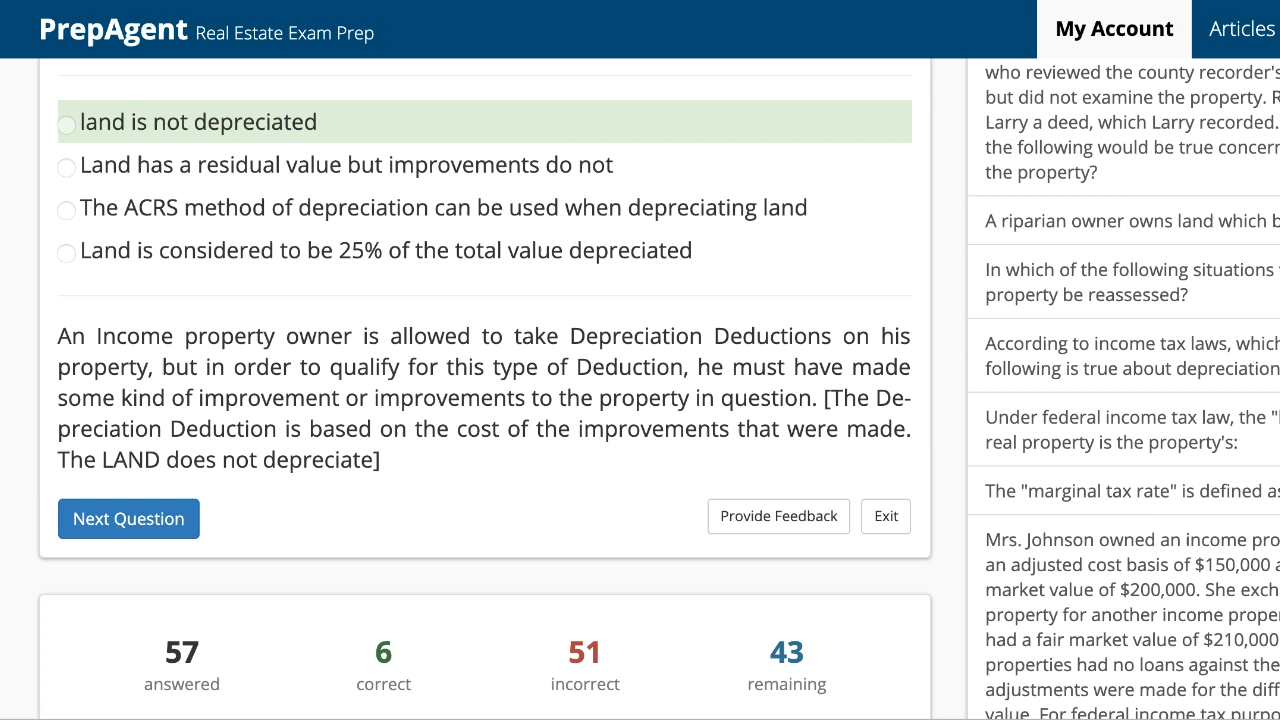 PrepAgent Real Estate Exam Prep
My Account
Articles
land is not depreciated
Land has a residual value but improvements do not
The ACRS method of depreciation can be used when depreciating land
Land is considered to be 25% of the total value depreciated
An Income property owner is allowed to take Depreciation Deductions on his
property, but in order to qualify for this type of Deduction, he must have made
some kind of improvement or improvements to the property in question. [The De-
preciation Deduction is based on the cost of the improvements that were made.
The LAND does not depreciate]
Next Question
Provide Feedback
Exit
57
answered
6
correct
51
incorrect
43
remaining
who reviewed the county recorder's
but did not examine the property.
Larry a deed, which Larry recorded.
the following would be true
the property?
A riparian owner owns land which
In which of the following situations
property be reassessed?
According to income tax laws,
following is true about depreciation
Under federal income tax law, the
real property is the property's:
The "marginal tax rate" is defined
Mrs. Johnson owned an income
an adjusted cost basis of $150,000
market value of $200,000. She
property for another income
had a fair market value of $210,000
properties had no loans against
adjustments were made for the
value. For federal income tax